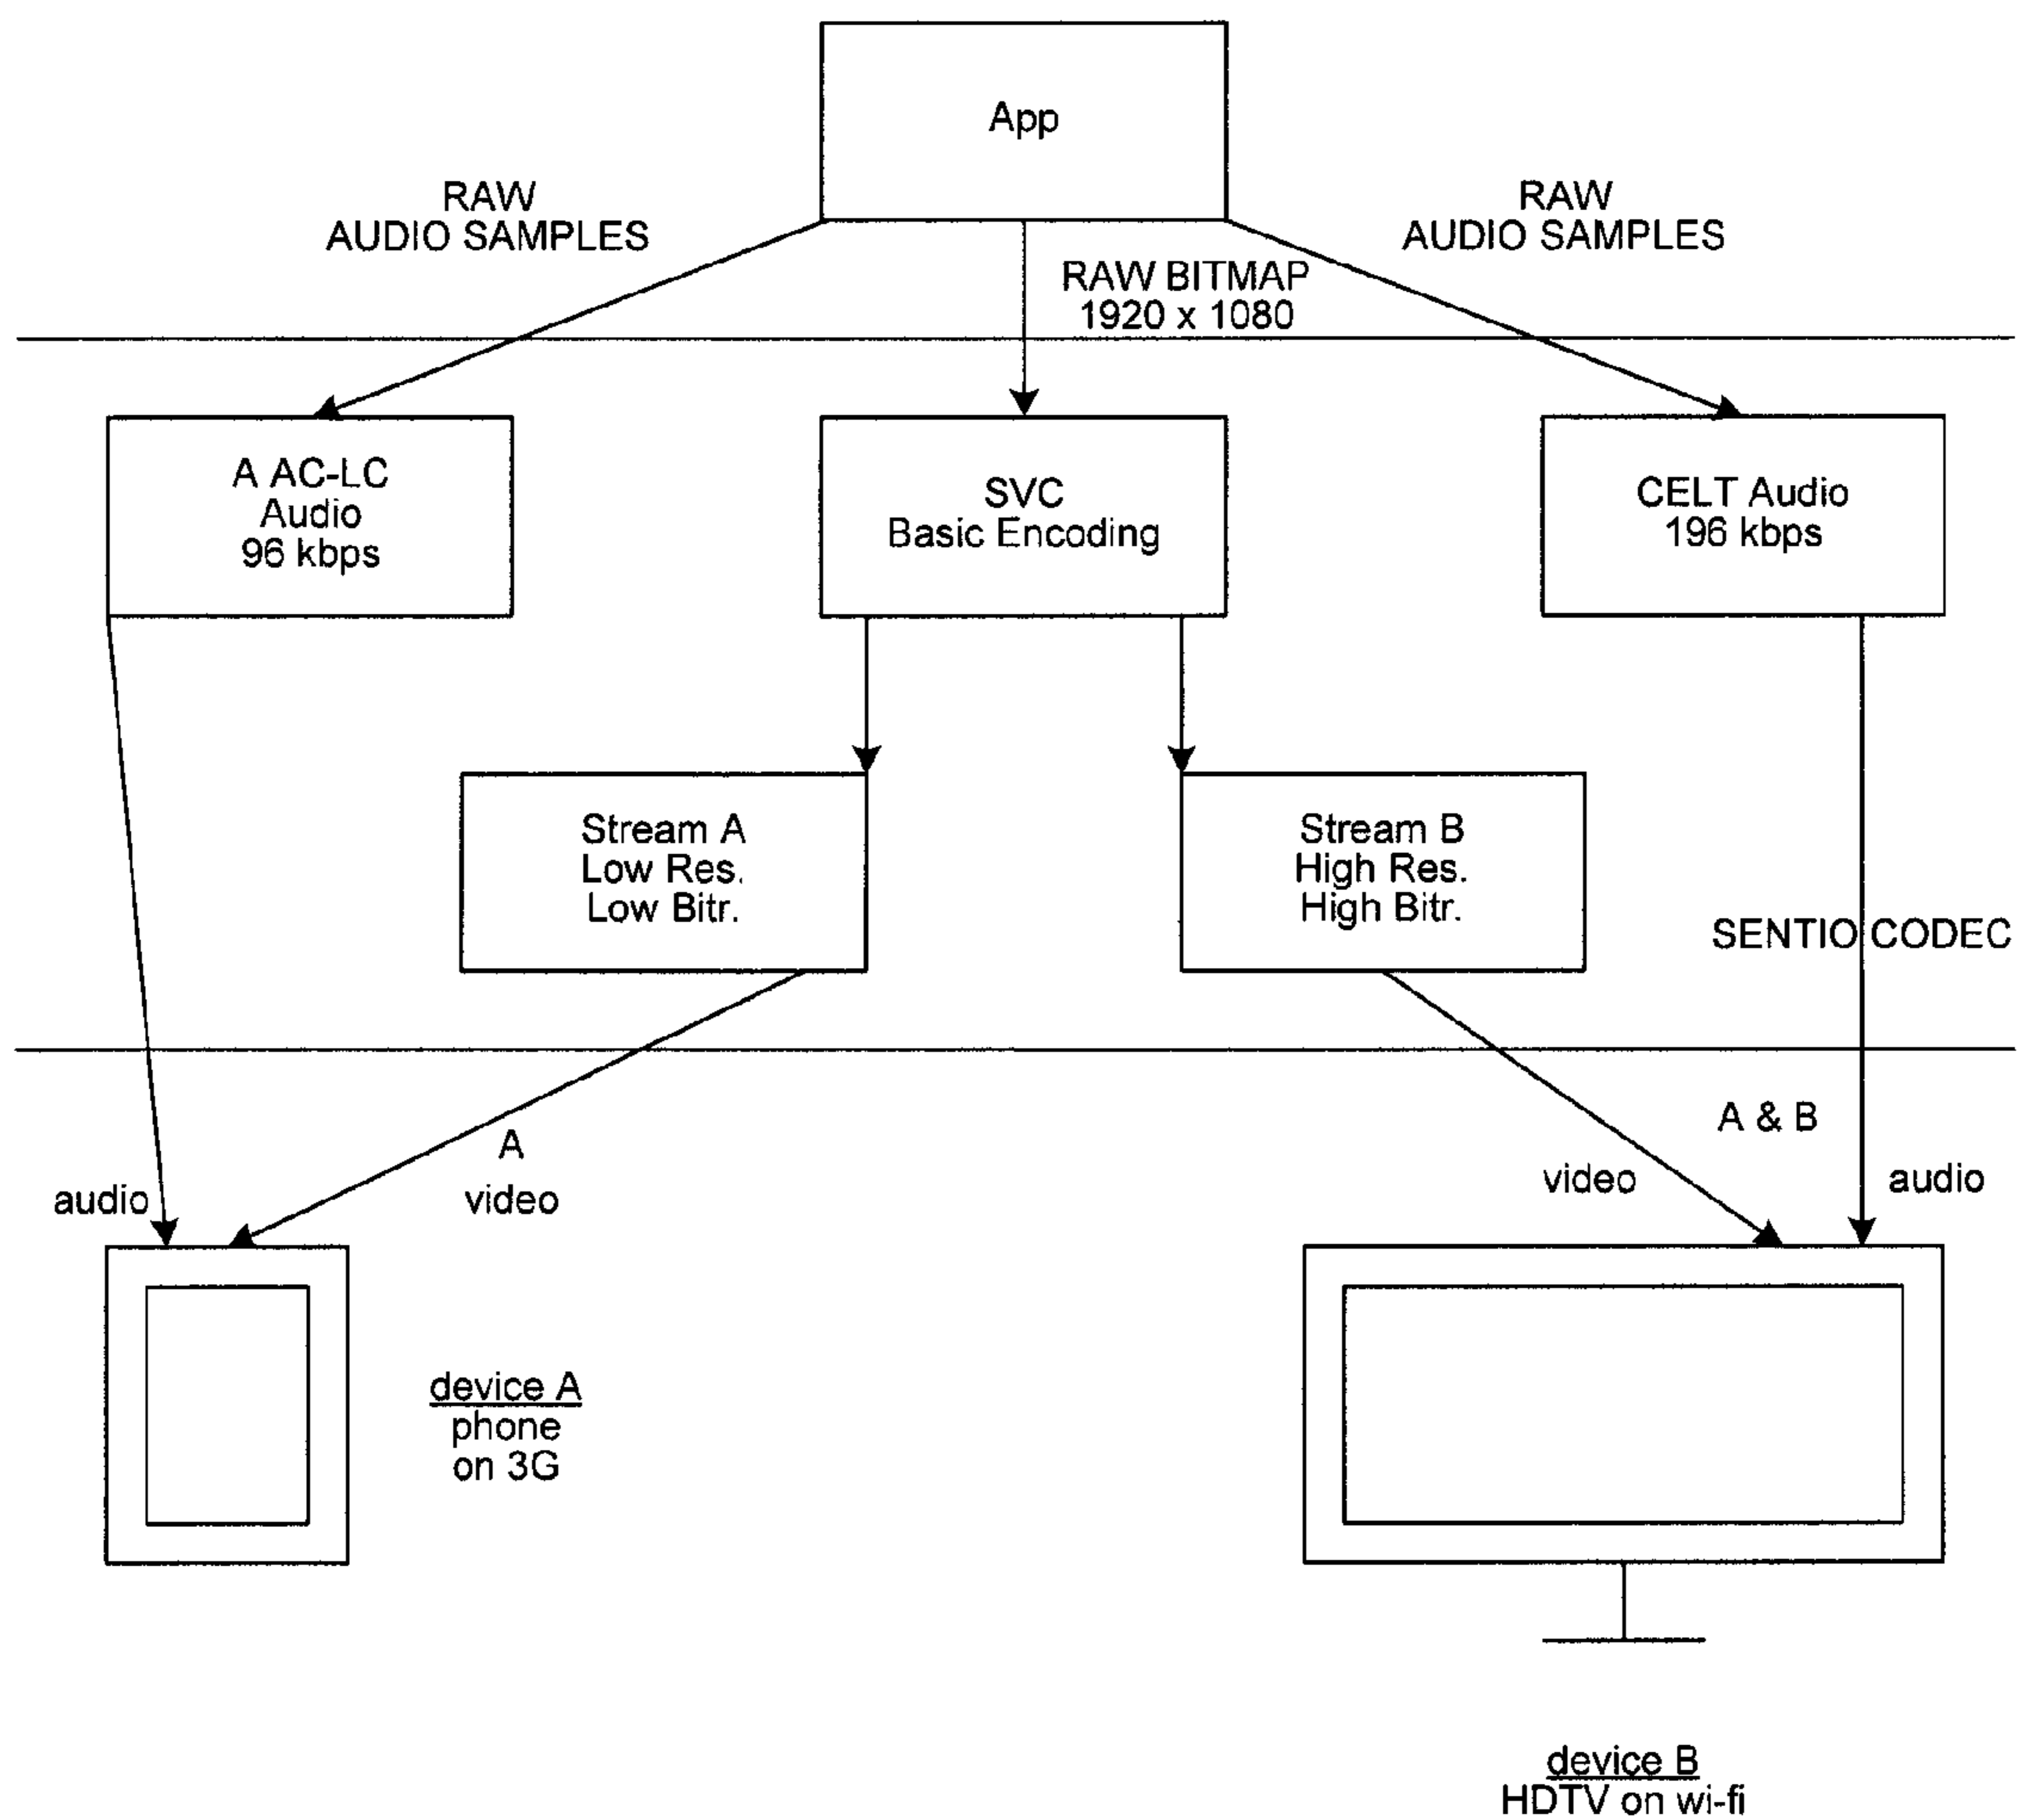 App
RAW
AUDIO SAMPLES
RAW
AUDIO SAMPLES
RAW BITMAP
1920 x 1080
A AC-LC
Audio
96 kbps
SVC
Basic Encoding
CELT Audio
196 kbps
Stream A
Low Res.
Low Bitr.
Stream B
High Res.
High Bitr.
SENTIO CODEC
A
video
audio
A & B
video
audio
device A
phone
on 3G
device B
HDTV on wi-fi